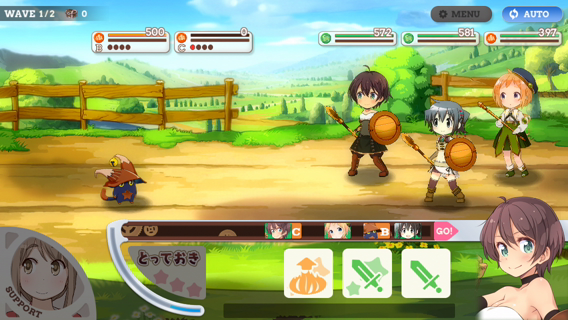 WAVE 1/2 0
MENU
AUTO
500
B
0
C
572
581
397
C
B
GO!
とっておき
SUPPORT